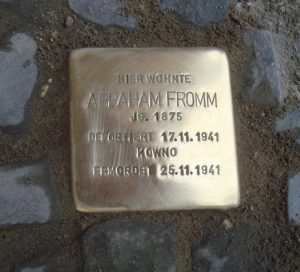 HIER WOHNTE
ABRAHAM FROMM
JG. 1875
DEPORTIERT 17.11.1941
KOWNO
ERMORDET 25.11.1941